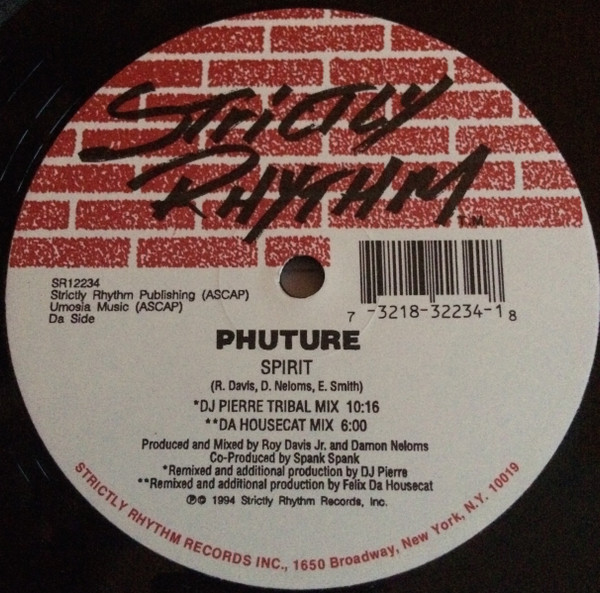 STRICTLY
RHYTHM T.M.
SR12234
Strictly Rhythm Publishing (ASCAP)
Umosia Music (ASCAP)
Da Side
7 -3218-32234-1 8
PHUTURE
SPIRIT
(R. Davis, D. Neloms, E. Smith)
*DJ PIERRE TRIBAL MIX 10:16
**DA HOUSECAT MIX 6:00
Produced and Mixed by Roy Davis Jr. and Damon Neloms
Co-Produced by Spank Spank
*Remixed and additional production by DJ Pierre
**Remixed and additional production by Felix Da Housecat
℗© 1994 Strictly Rhythm Records, Inc.
STRICTLY RHYTHM RECORDS INC., 1650 Broadway, New York, N.Y. 10019